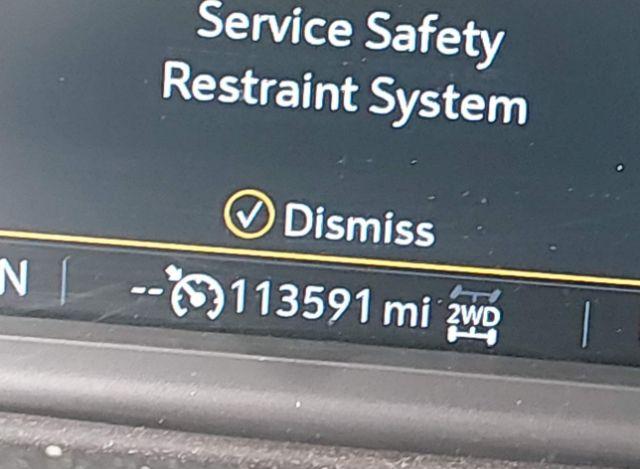 Service Safety
Restraint System
Dismiss
N -- 113591 mi 2WD